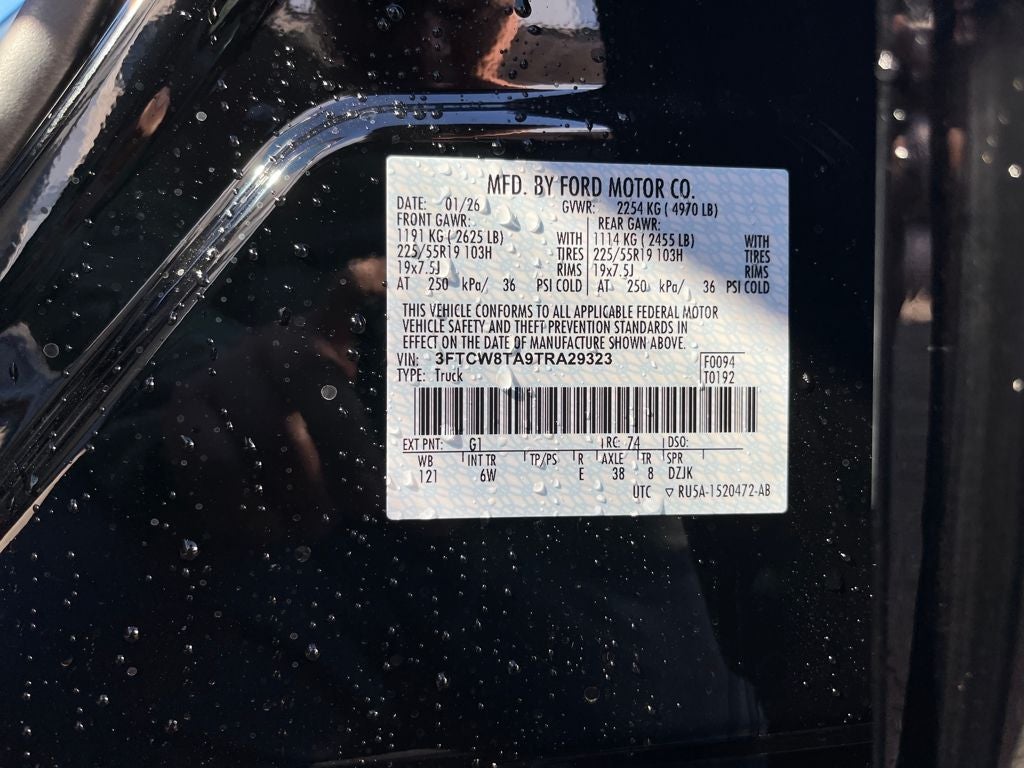 MFD. BY FORD MOTOR CO.
DATE: 01/26 GVWR: 2254 KG ( 4970 LB)
FRONT GAWR: REAR GAWR:
1191 KG ( 2625 LB) WITH 1114 KG ( 2455 LB) WITH
225/55R19 103H TIRES 225/55R19 103H TIRES
19x7.5J RIMS 19x7.5J RIMS
AT 250 kPa/ 36 PSI COLD AT 250 kPa/ 36 PSI COLD
THIS VEHICLE CONFORMS TO ALL APPLICABLE FEDERAL MOTOR
VEHICLE SAFETY AND THEFT PREVENTION STANDARDS IN
EFFECT ON THE DATE OF MANUFACTURE SHOWN ABOVE.
VIN: 3FTCW8TA9TRA29323 F0094
TYPE: Truck T0192
EXT PNT: G1 RC: 74 DSO:
WB INT TR TP/PS R AXLE TR SPR
121 6W E 38 8 DZJK
UTC ▽ RU5A-1520472-AB